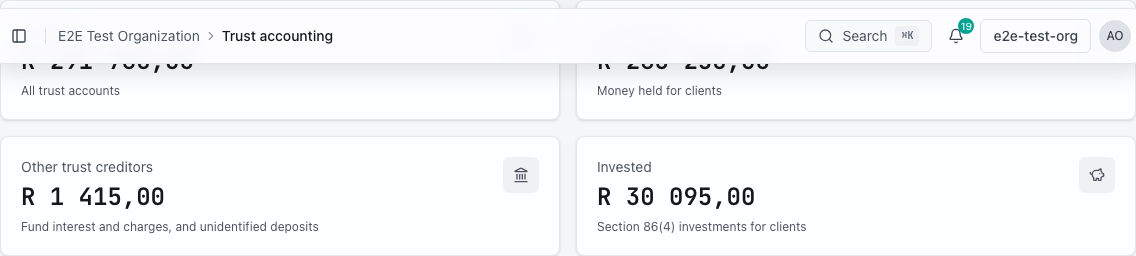 E2E Test Organization > Trust accounting
Search ⌘K
19
e2e-test-org
AO
All trust accounts
Money held for clients
Other trust creditors
R 1 415,00
Fund interest and charges, and unidentified deposits
Invested
R 30 095,00
Section 86(4) investments for clients